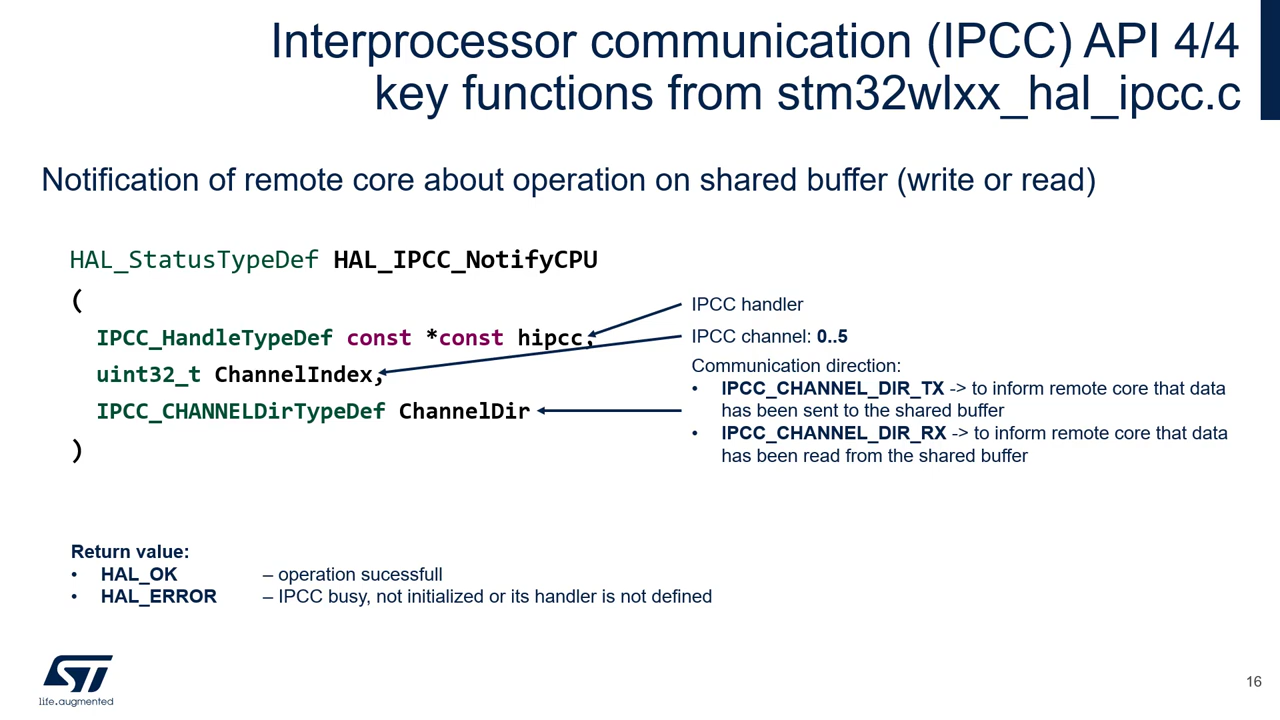 Interprocessor communication (IPCC) API 4/4
key functions from stm32wlxx_hal_ipcc.c
Notification of remote core about operation on shared buffer (write or read)
HAL_StatusTypeDef HAL_IPCC_NotifyCPU
(
IPCC_HandleTypeDef const *const hipcc,
uint32_t ChannelIndex,
IPCC_CHANNELDirTypeDef ChannelDir
)
IPCC handler
IPCC channel: 0..5
Communication direction:
• IPCC_CHANNEL_DIR_TX -> to inform remote core that data
has been sent to the shared buffer
• IPCC_CHANNEL_DIR_RX -> to inform remote core that data
has been read from the shared buffer
Return value:
• HAL_OK – operation sucessfull
• HAL_ERROR – IPCC busy, not initialized or its handler is not defined
ST
life.augmented
16